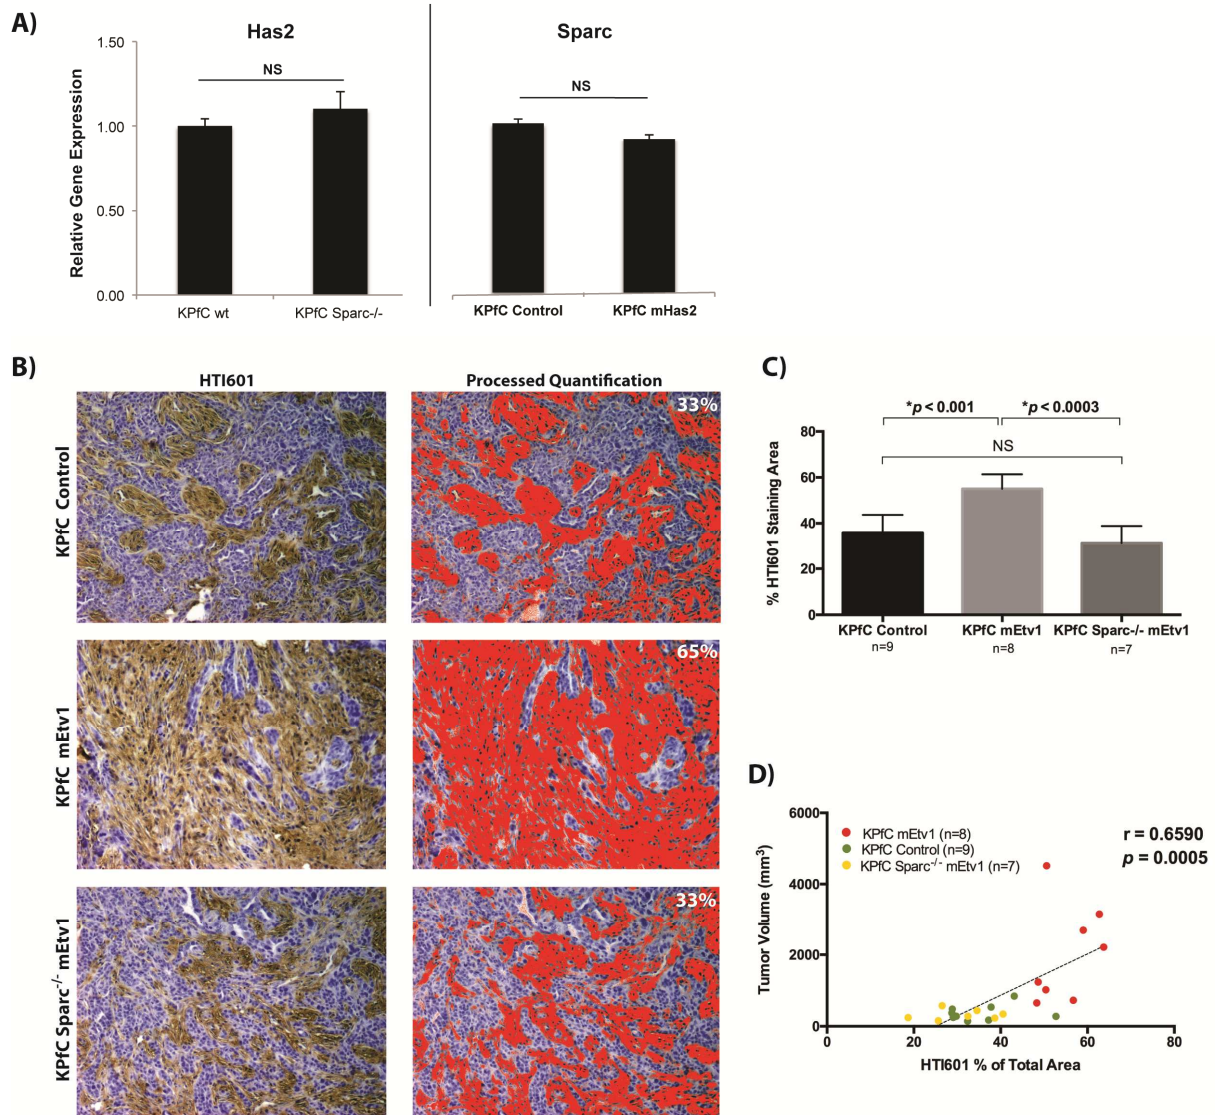 A)
Has2
Sparc
Relative Gene Expression
1.50
1.00
0.50
0.00
NS
NS
KPfC wt
KPfC Sparc-/-
KPfC Control
KPfC mHas2
B)
HTI601
Processed Quantification
KPfC Control
33%
KPfC mEtv1
65%
KPfC Sparc-/- mEtv1
33%
C)
*p < 0.001
*p < 0.0003
NS
% HTI601 Staining Area
80
60
40
20
0
KPfC Control
n=9
KPfC mEtv1
n=8
KPfC Sparc-/- mEtv1
n=7
D)
Tumor Volume (mm3)
6000
4000
2000
0
KPfC mEtv1 (n=8)
KPfC Control (n=9)
KPfC Sparc-/- mEtv1 (n=7)
r = 0.6590
p = 0.0005
0
20
40
60
80
HTI601 % of Total Area